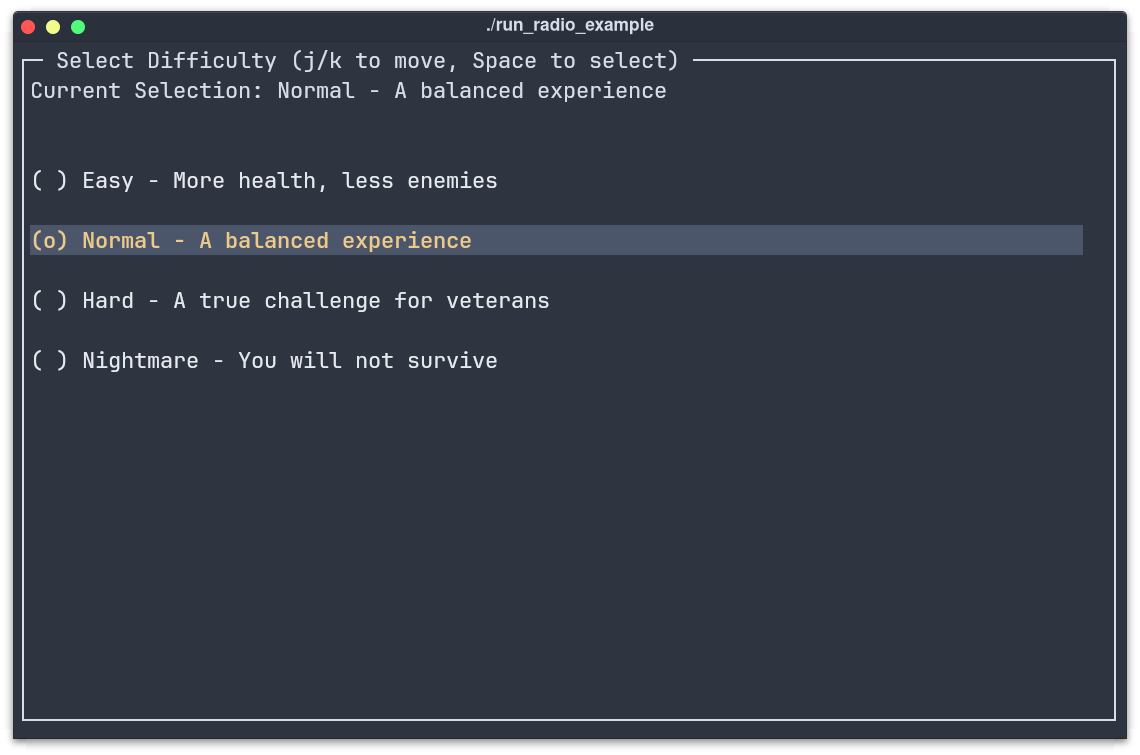 ./run_radio_example
Select Difficulty (j/k to move, Space to select)
Current Selection: Normal - A balanced experience
( ) Easy - More health, less enemies
(o) Normal - A balanced experience
( ) Hard - A true challenge for veterans
( ) Nightmare - You will not survive